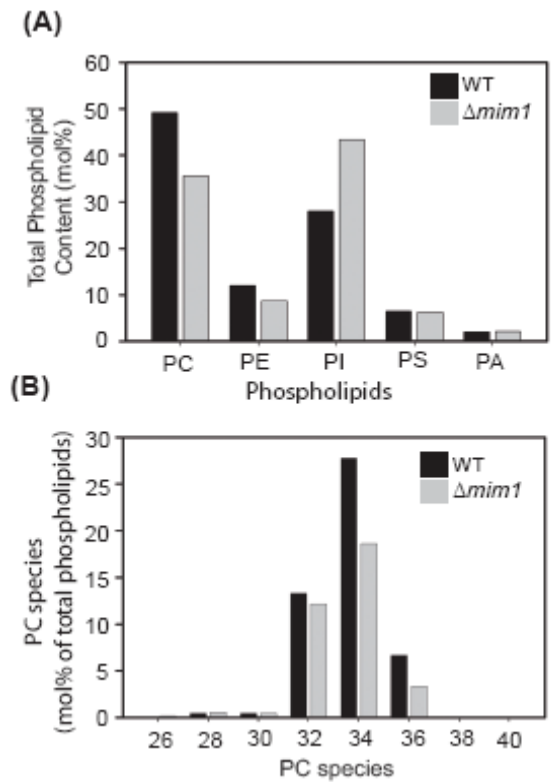 (A)
Total Phospholipid
Content (mol%)
60
50
40
30
20
10
0
WT
Δmim1
PC PE PI PS PA
Phospholipids
(B)
PC species
(mol% of total phospholipids)
30
25
20
15
10
5
0
WT
Δmim1
26 28 30 32 34 36 38 40
PC species